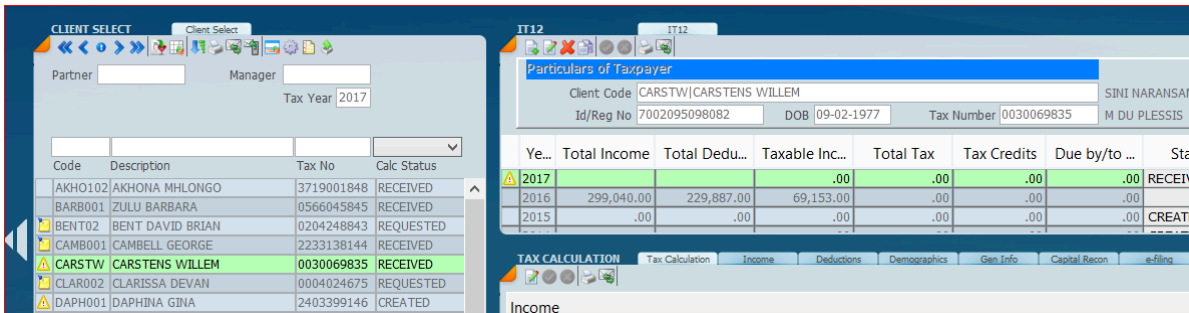 CLIENT SELECT Client Select
Partner Manager
Tax Year 2017
Code Description Tax No Calc Status
AKHO102 AKHONA MHLONGO 3719001848 RECEIVED
BARB001 ZULU BARBARA 0566045845 RECEIVED
BENT02 BENT DAVID BRIAN 0204248843 REQUESTED
CAMB001 CAMBELL GEORGE 2233138144 RECEIVED
CARSTW CARSTENS WILLEM 0030069835 RECEIVED
CLAR002 CLARISSA DEVAN 0004024675 REQUESTED
DAPH001 DAPHINA GINA 2403399146 CREATED
IT12 IT12
Particulars of Taxpayer
Client Code CARSTW|CARSTENS WILLEM SINI NARANSAM
Id/Reg No 7002095098082 DOB 09-02-1977 Tax Number 0030069835 M DU PLESSIS
Ye... Total Income Total Dedu... Taxable Inc... Total Tax Tax Credits Due by/to ... Sta
2017 .00 .00 .00 .00 RECEIV
2016 299,040.00 229,887.00 69,153.00 .00 .00 .00
2015 .00 .00 .00 .00 .00 .00 CREAT
TAX CALCULATION Tax Calculation Income Deductions Demographics Gen Info Capital Recon e-filing
Income